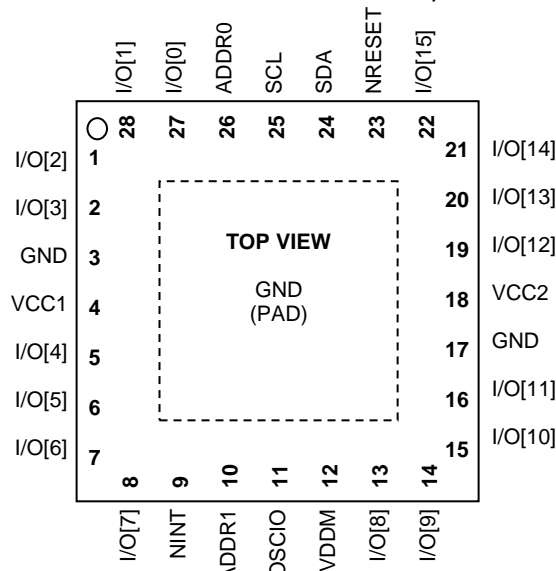 I/O[1]
I/O[0]
ADDR0
SCL
SDA
NRESET
I/O[15]
28
27
26
25
24
23
22
I/O[2] 1
I/O[3] 2
GND 3
VCC1 4
I/O[5] 6
I/O[4] 5
I/O[6] 7
TOP VIEW
GND
(PAD)
21 I/O[14]
20 I/O[13]
19 I/O[12]
18 VCC2
17 GND
16 I/O[11]
15 I/O[10]
8
9
10
11
12
13
14
I/O[7]
NINT
ADDR1
OSCIO
VDDM
I/O[8]
I/O[9]